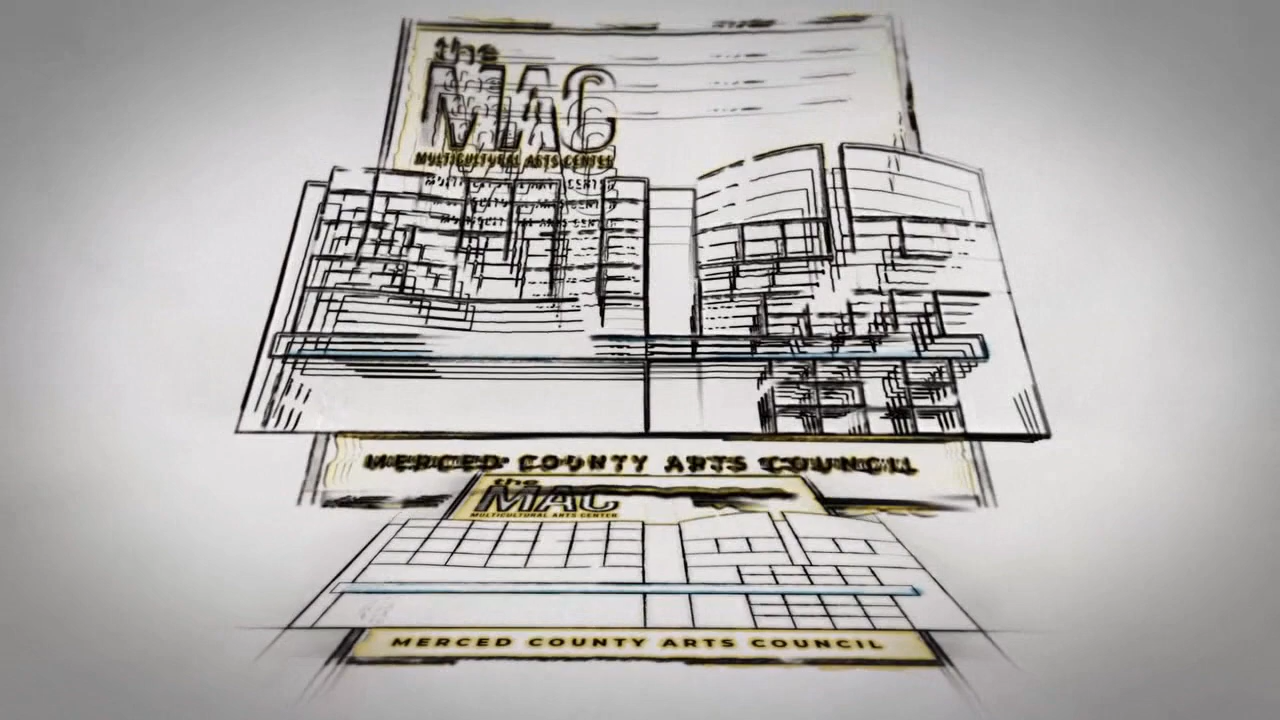 the
MAC
MULTICULTURAL ARTS CENTER
MERCED COUNTY ARTS COUNCIL
the
MAC
MULTICULTURAL ARTS CENTER
MERCED COUNTY ARTS COUNCIL